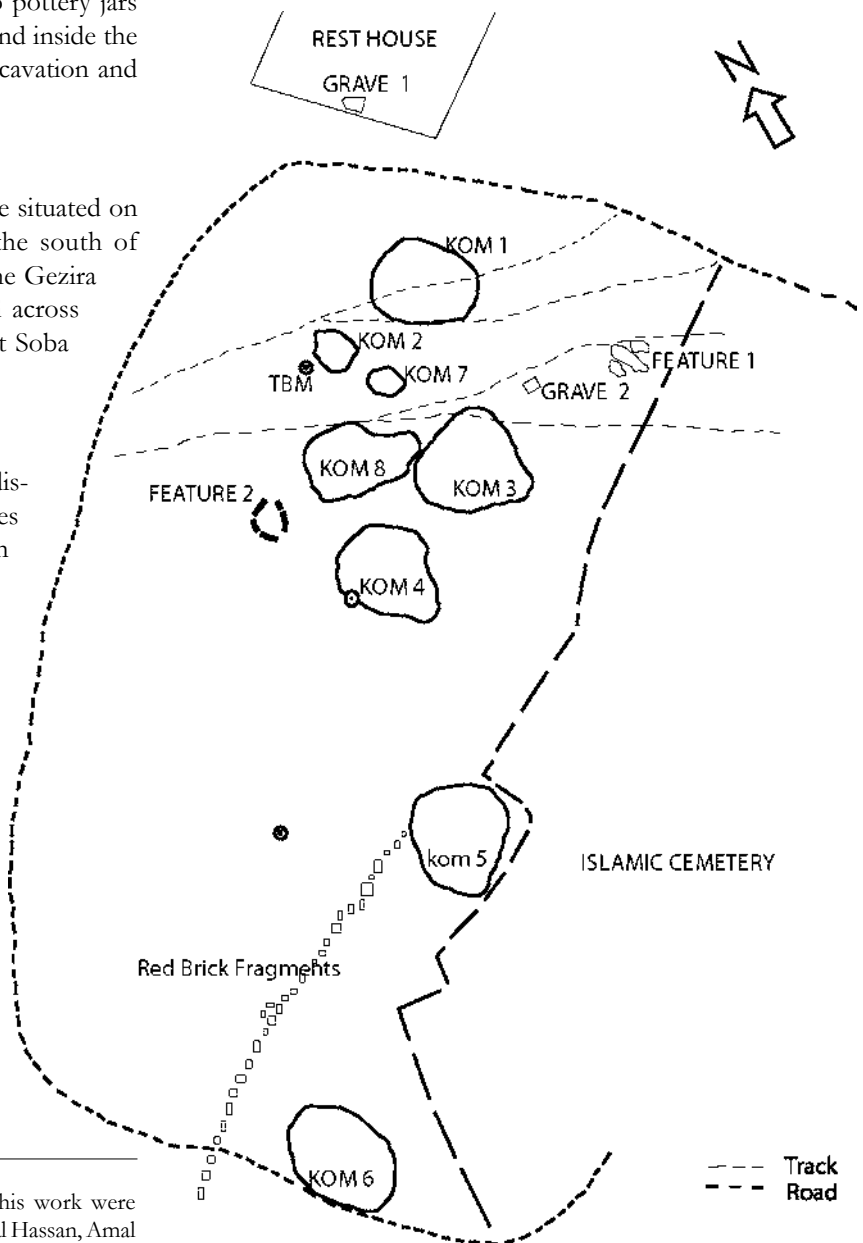 pottery jars
nd inside the
cavation and
e situated on
the south of
ne Gezira
across
t Soba
lis-
es
REST HOUSE
GRAVE 1
N
KOM 1
KOM 2
TBM
KOM 7
FEATURE 1
GRAVE 2
KOM 8
KOM 3
FEATURE 2
KOM 4
kom 5
ISLAMIC CEMETERY
Red Brick Fragments
KOM 6
Track
Road
his work were
l Hassan, Amal